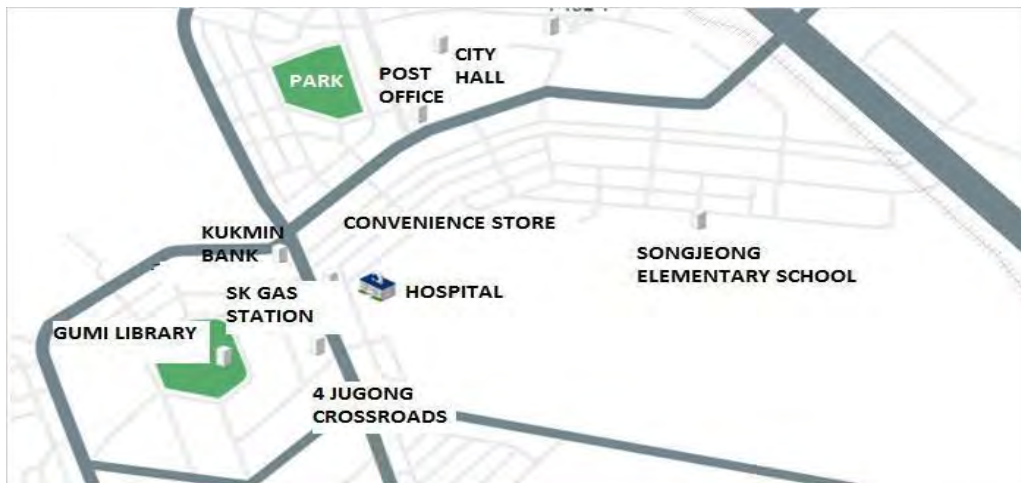 CITY
HALL
POST
OFFICE
PARK
KUKMIN
BANK
CONVENIENCE STORE
SONGJEONG
ELEMENTARY SCHOOL
SK GAS
STATION
HOSPITAL
GUMI LIBRARY
4 JUGONG
CROSSROADS